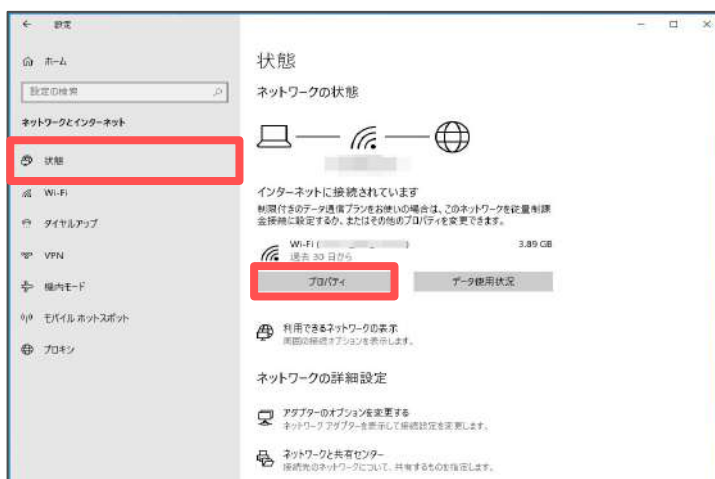 ← 設定
ホーム
設定の検索
ネットワークとインターネット
状態
Wi-Fi
ダイヤルアップ
VPN
機内モード
モバイル ホットスポット
プロキシ
状態
ネットワークの状態
インターネットに接続されています
制限付きのデータ通信プランをお使いの場合は、このネットワークを従量制課
金接続に設定するか、またはその他のプロパティを変更できます。
Wi-Fi ( ) 3.89 GB
過去 30 日から
プロパティ データ使用状況
利用できるネットワークの表示
周囲の接続オプションを表示します。
ネットワークの詳細設定
アダプターのオプションを変更する
ネットワーク アダプターを表示して接続設定を変更します。
ネットワークと共有センター
接続先のネットワークについて、共有するものを指定します。